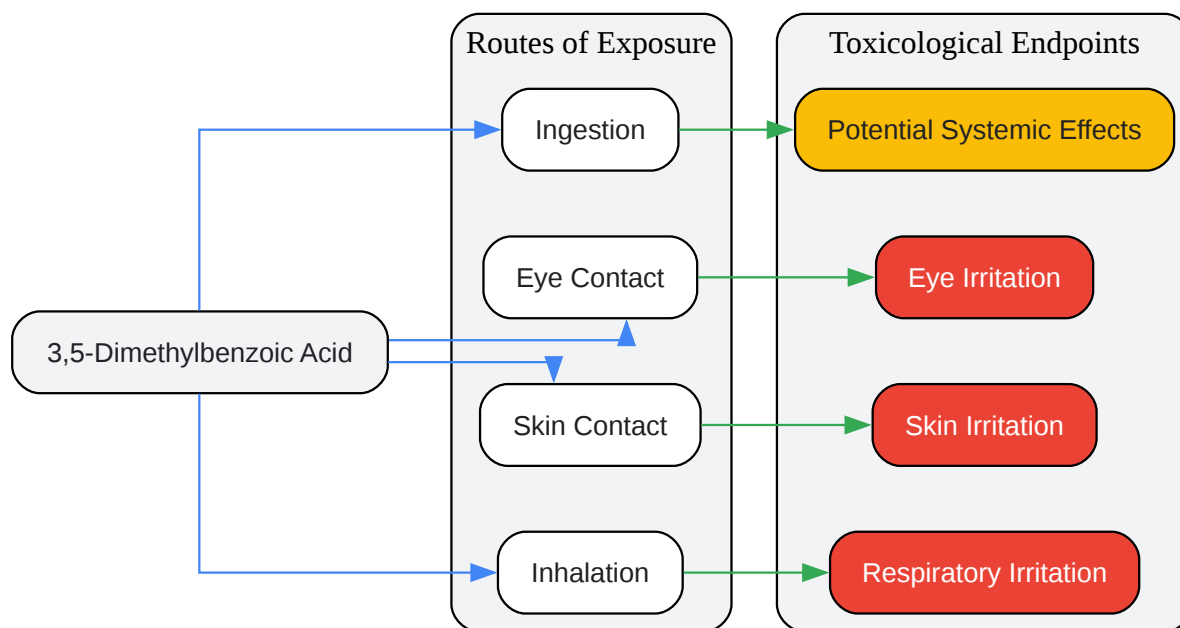 Routes of Exposure
Toxicological Endpoints
Ingestion
Potential Systemic Effects
Eye Contact
Eye Irritation
3,5-Dimethylbenzoic Acid
Skin Contact
Skin Irritation
Inhalation
Respiratory Irritation